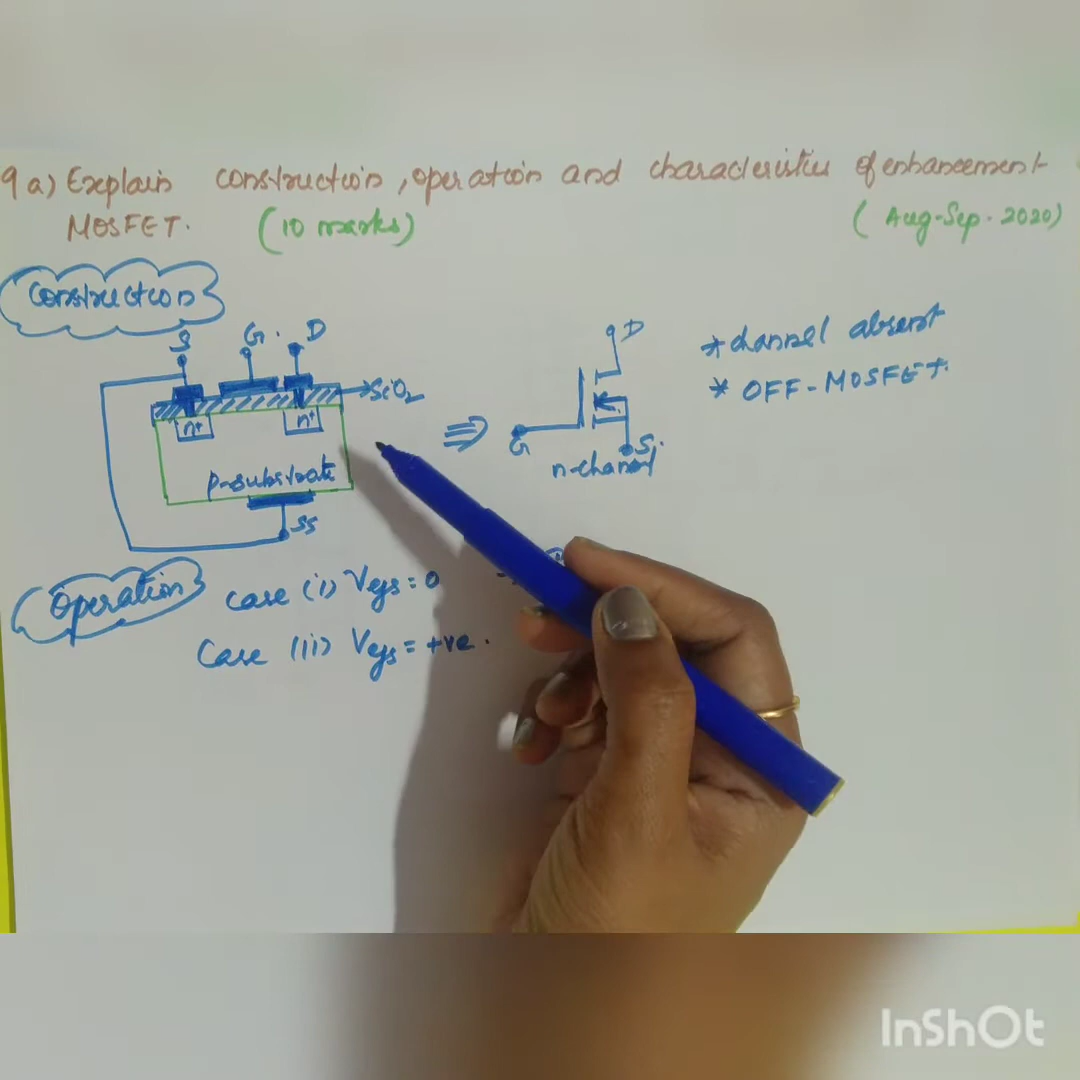 9 a) Explain construction, operation and characteristics of enhancement
MOSFET. (10 marks) (Aug-Sep. 2020)
Construction
S G. D
SiO2
n+ n+
p-substrate
SS
D
G
S.
n-channel
* channel absent
* OFF-MOSFET.
Operation
Case (i) VGS = 0
Case (ii) VGS = +ve.
InShOt